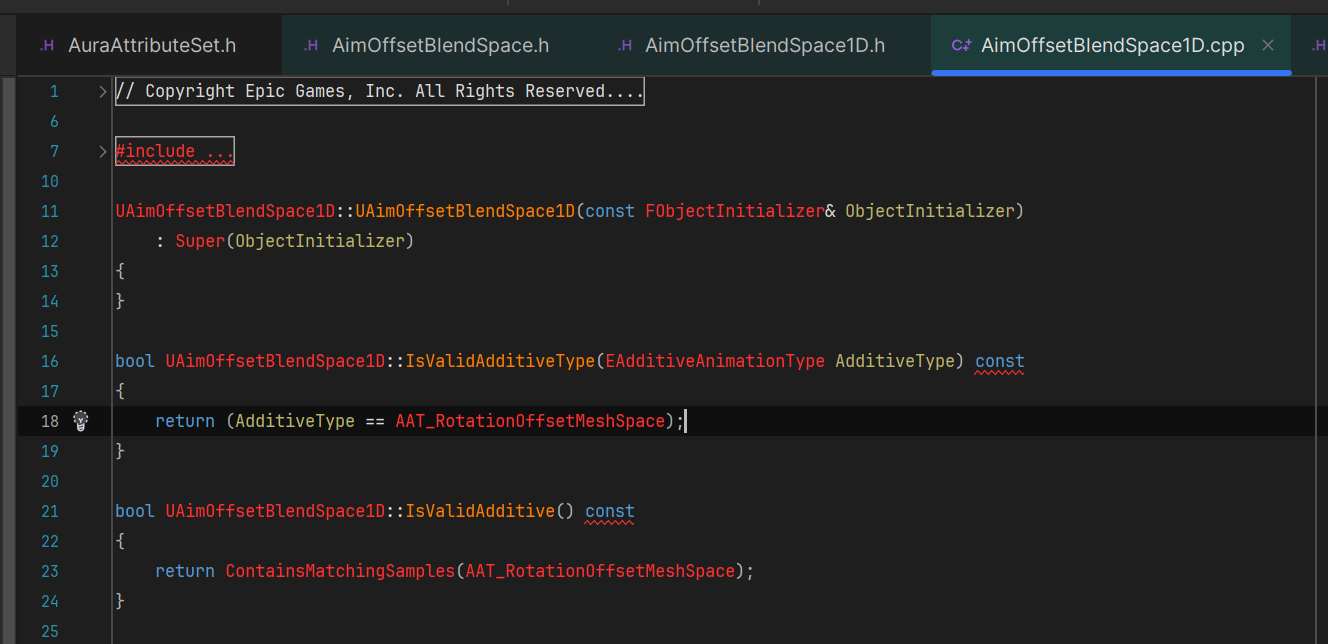 .H AuraAttributeSet.h .H AimOffsetBlendSpace.h .H AimOffsetBlendSpace1D.h C++ AimOffsetBlendSpace1D.cpp × .H
1 > // Copyright Epic Games, Inc. All Rights Reserved....
6
7 > #include ...
10
11 UAimOffsetBlendSpace1D::UAimOffsetBlendSpace1D(const FObjectInitializer& ObjectInitializer)
12 : Super(ObjectInitializer)
13 {
14 }
15
16 bool UAimOffsetBlendSpace1D::IsValidAdditiveType(EAdditiveAnimationType AdditiveType) const
17 {
18 return (AdditiveType == AAT_RotationOffsetMeshSpace);
19 }
20
21 bool UAimOffsetBlendSpace1D::IsValidAdditive() const
22 {
23 return ContainsMatchingSamples(AAT_RotationOffsetMeshSpace);
24 }
25